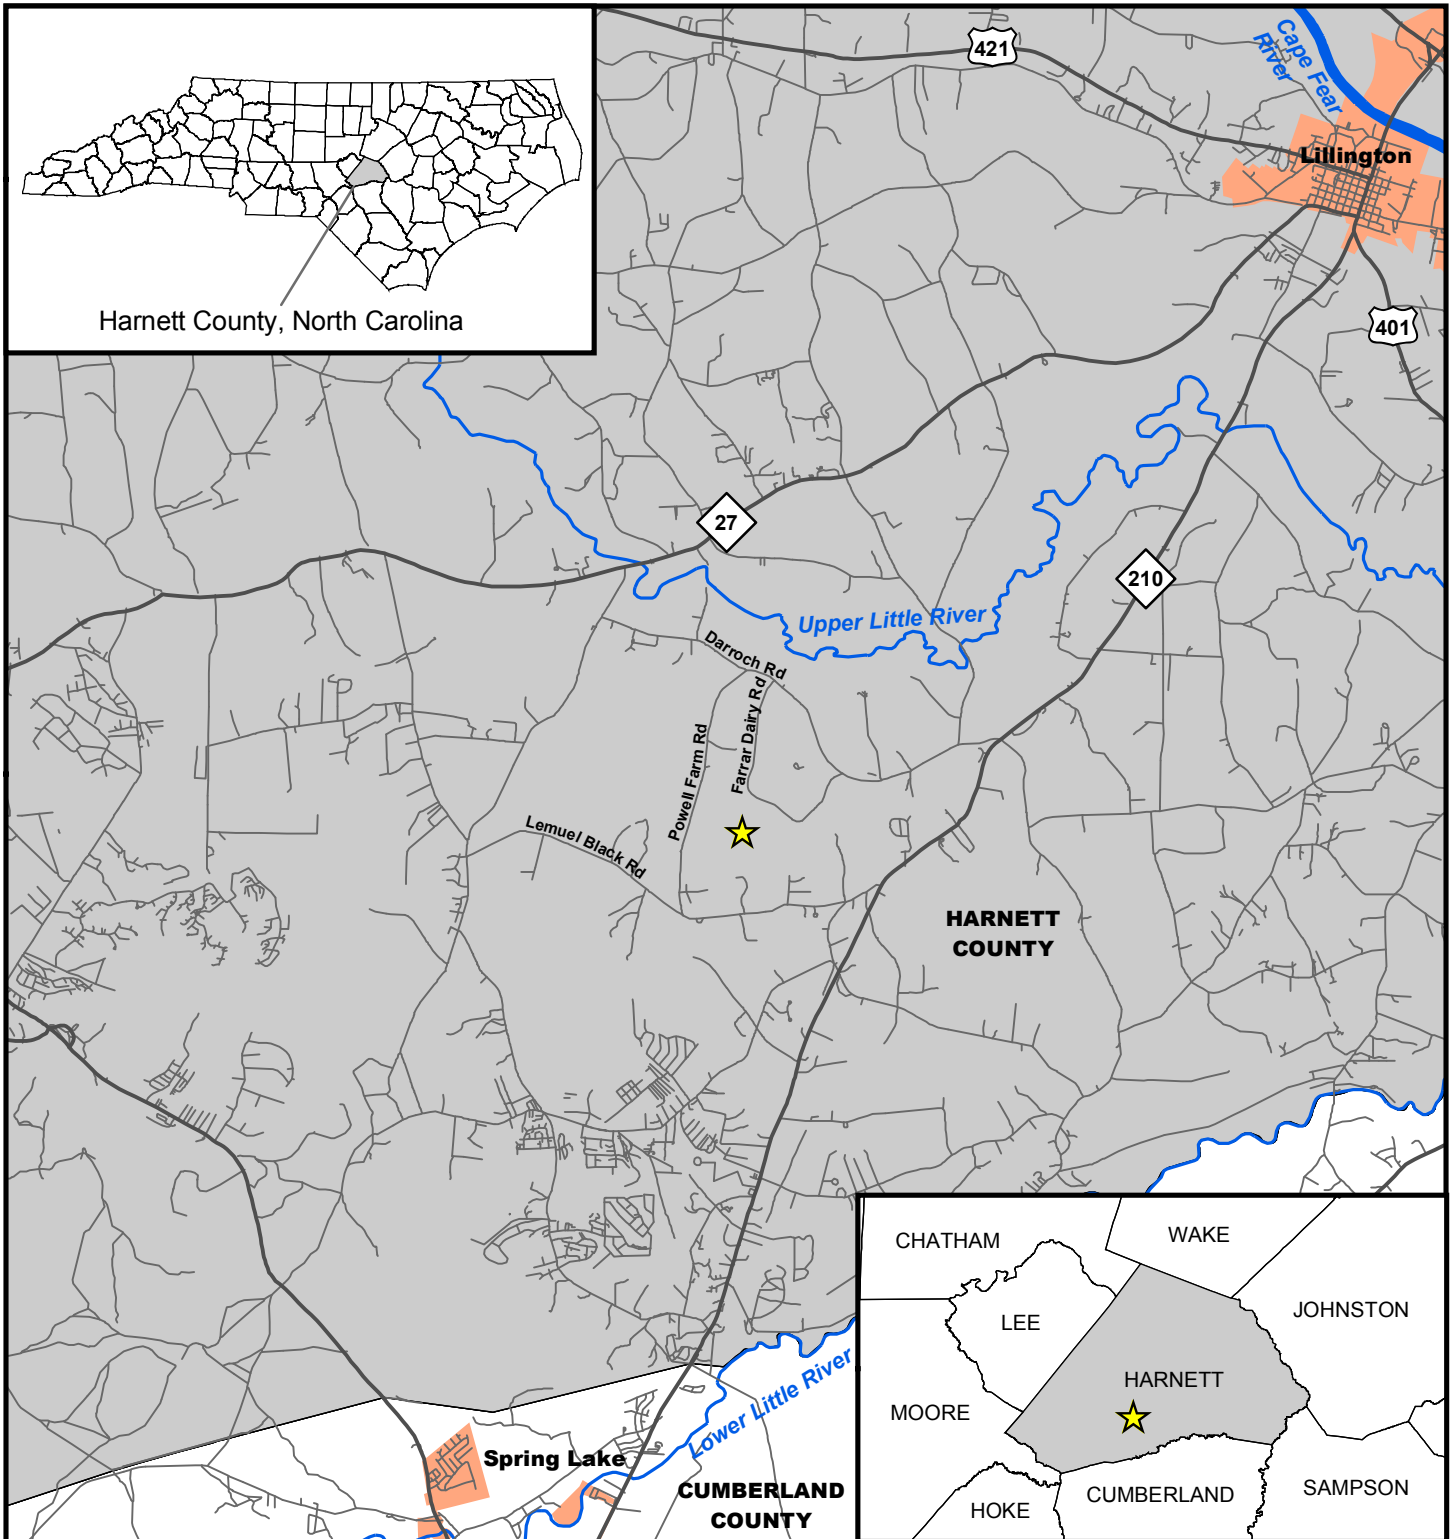 421
Cape Fear
River
Lillington
Harnett County, North Carolina
401
27
210
Upper Little River
Darroch Rd
Farrar Dairy Rd
Powell Farm Rd
Lemuel Black Rd
HARNETT
COUNTY
CHATHAM
WAKE
LEE
JOHNSTON
HARNETT
MOORE
HOKE
CUMBERLAND
SAMPSON
Lower Little River
Spring Lake
CUMBERLAND
COUNTY